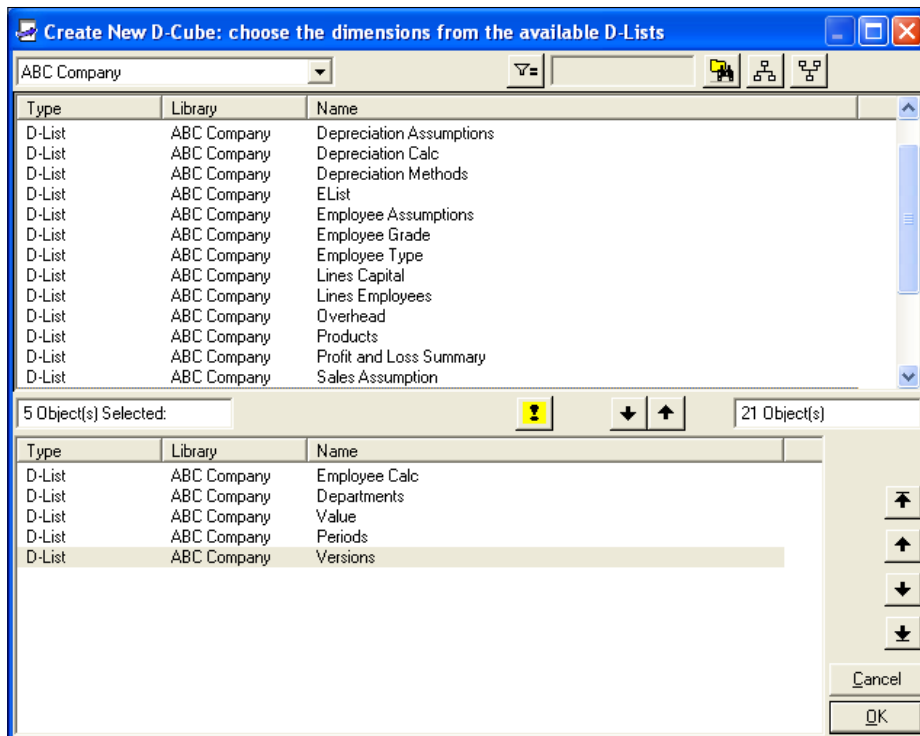 Create New D-Cube: choose the dimensions from the available D-Lists
ABC Company
Type Library Name
D-List ABC Company Depreciation Assumptions
D-List ABC Company Depreciation Calc
D-List ABC Company Depreciation Methods
D-List ABC Company EList
D-List ABC Company Employee Assumptions
D-List ABC Company Employee Grade
D-List ABC Company Employee Type
D-List ABC Company Lines Capital
D-List ABC Company Lines Employees
D-List ABC Company Overhead
D-List ABC Company Products
D-List ABC Company Profit and Loss Summary
D-List ABC Company Sales Assumption
5 Object(s) Selected: 21 Object(s)
Type Library Name
D-List ABC Company Employee Calc
D-List ABC Company Departments
D-List ABC Company Value
D-List ABC Company Periods
D-List ABC Company Versions
Cancel
OK